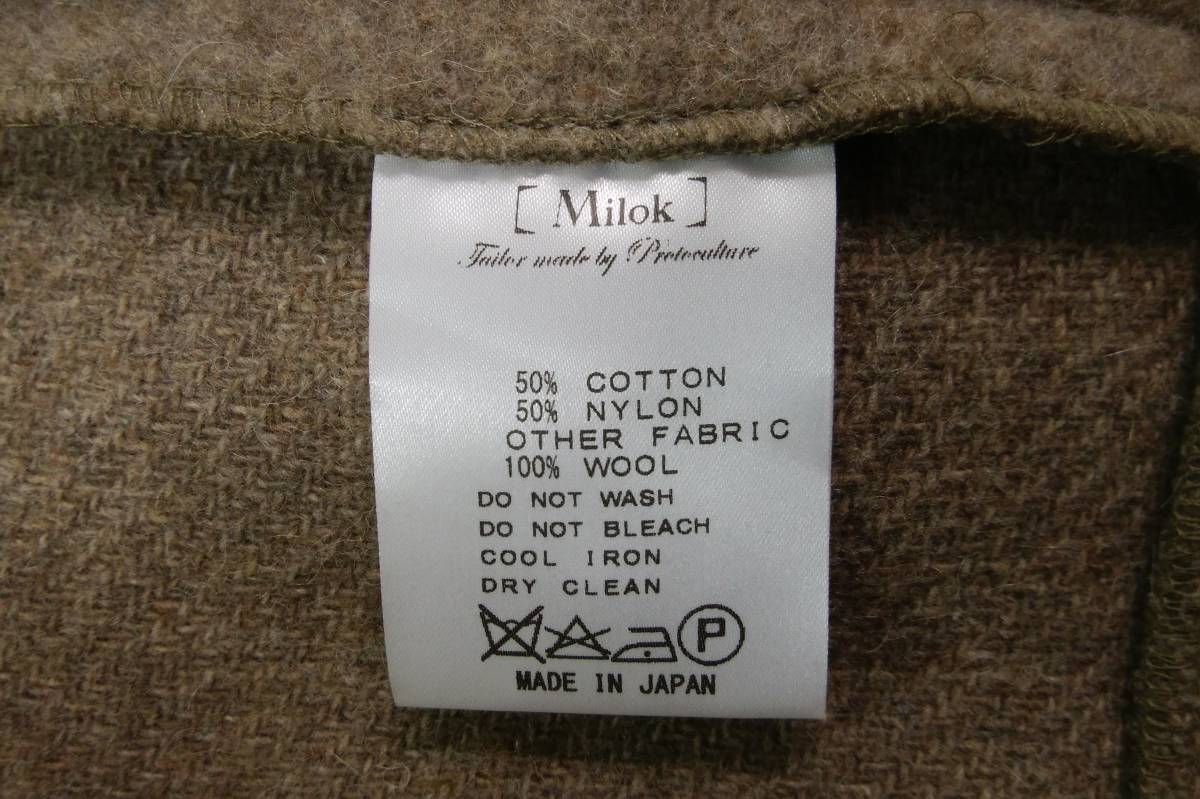 [Milok]
Tailor made by Protoculture
50% COTTON
50% NYLON
OTHER FABRIC
100% WOOL
DO NOT WASH
DO NOT BLEACH
COOL IRON
DRY CLEAN
P
MADE IN JAPAN